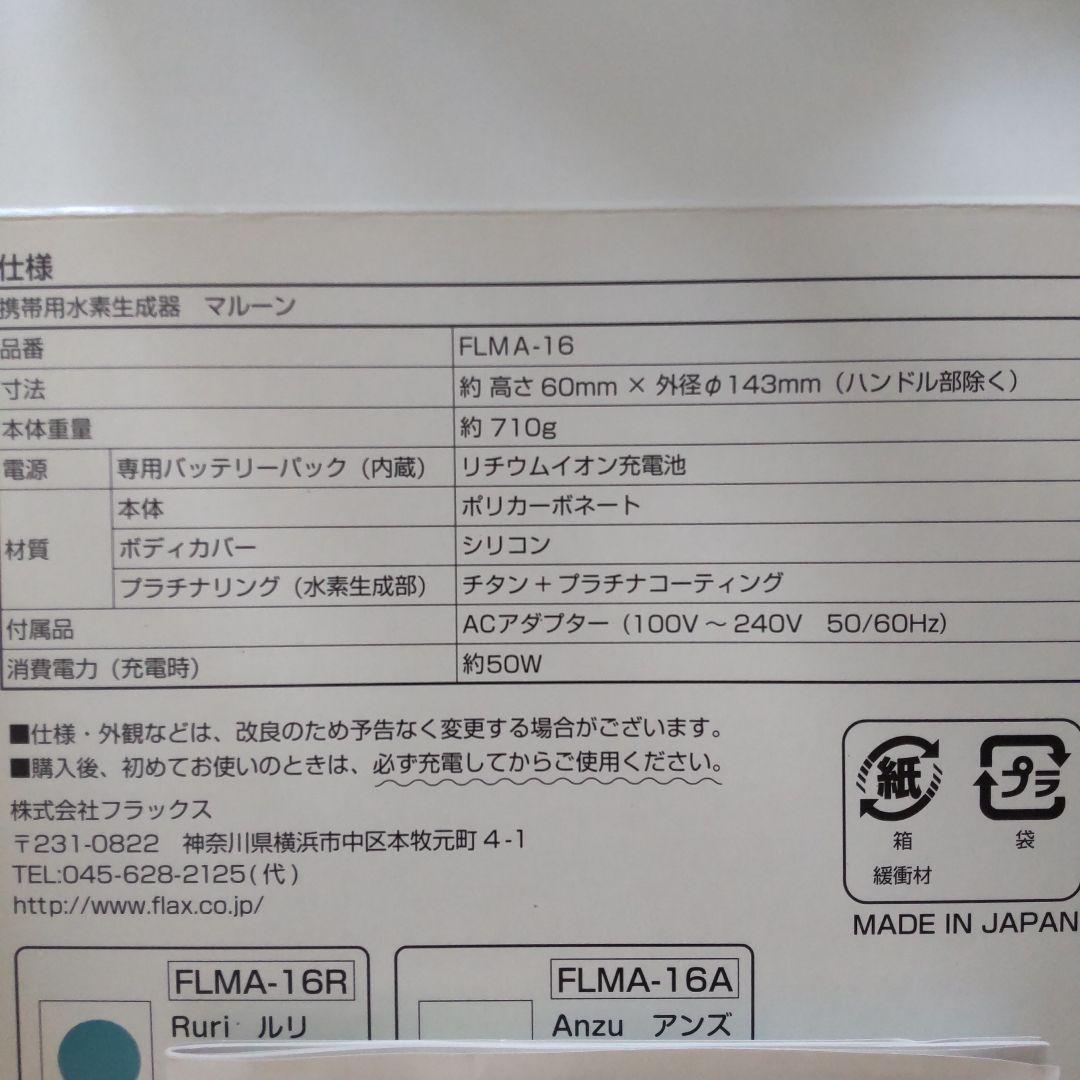 仕様
携帯用水素生成器 マルーン
品番 FLMA-16
寸法 約 高さ 60mm × 外径φ143mm（ハンドル部除く）
本体重量 約 710g
電源 専用バッテリーパック（内蔵） リチウムイオン充電池
材質 本体 ポリカーボネート
ボディカバー シリコン
プラチナリング（水素生成部） チタン＋プラチナコーティング
付属品 ACアダプター（100V～240V 50/60Hz）
消費電力（充電時） 約50W
■仕様・外観などは、改良のため予告なく変更する場合がございます。
■購入後、初めてお使いのときは、必ず充電してからご使用ください。
株式会社フラックス
〒231-0822 神奈川県横浜市中区本牧元町 4-1
TEL:045-628-2125(代)
http://www.flax.co.jp/
紙 プラ
箱 袋
緩衝材
MADE IN JAPAN
FLMA-16R FLMA-16A
Ruri ルリ Anzu アンズ